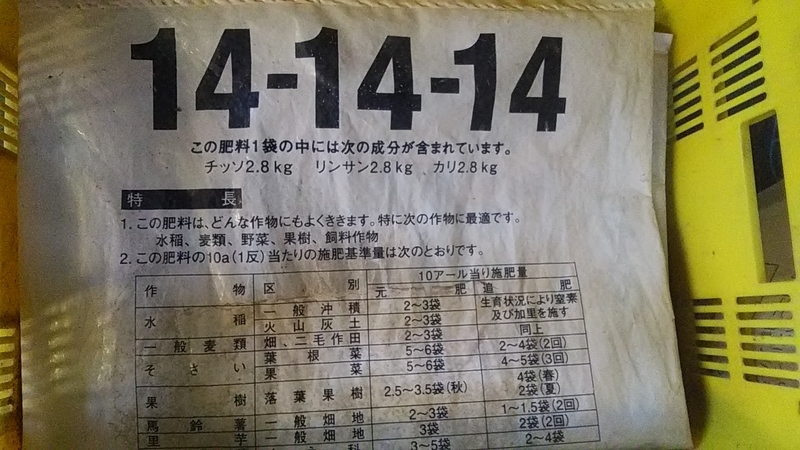 14-14-14
この肥料1袋の中には次の成分が含まれています。
チッソ2.8kg リンサン2.8kg カリ2.8kg
特長
1. この肥料は、どんな作物にもよくききます。特に次の作物に最適です。
水稲、麦類、野菜、果樹、飼料作物
2. この肥料の10a(1反)当たりの施肥基準量は次のとおりです。
作物 区別 10アール当り施肥量
元肥 追肥
水稲 一般沖積 2～3袋 生育状況により窒素
火山灰土 2～3袋 及び加里を施す
一般麦類 畑、二毛作田 2～3袋 同上
そさい 葉根菜 5～6袋 2～4袋(2回)
果菜 5～6袋 4～5袋(3回)
果樹 落葉果樹 2.5～3.5袋(秋) 4袋(春)
2袋(夏)
馬鈴薯 一般畑地 2～3袋 1～1.5袋(2回)
里芋 一般畑地 3袋 2袋(2回)
3～5袋 2～4袋